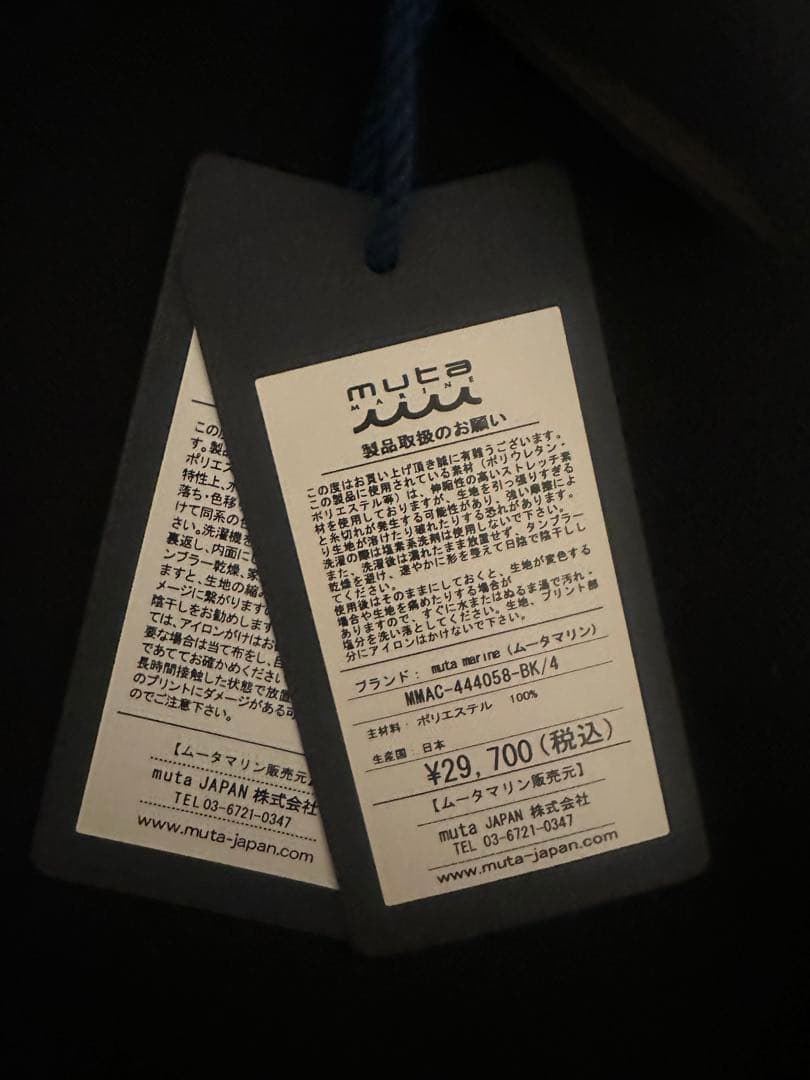 muta
MARINE
製品取扱のお願い
この度はお買い上げ頂き誠に有難うございます。
この製品に使用されている素材（ポリウレタン・
ポリエステル等）は、伸縮性の高いストレッチ素
材を使用しておりますが、生地を引っ張りすぎる
と糸切れが発生する可能性があり、強い摩擦によ
り生地が溶けたり破れたりする恐れがあります。
洗濯の際は塩素系洗剤は使用しないで下さい。
また、洗濯後は濡れたまま放置せず、タンブラー
乾燥を避け、速やかに形を整えて日陰で陰干しし
てください。
使用後はそのままにしておくと、生地が変色する
場合や生地を痛めたりする場合が
ありますので、すぐに水またはぬるま湯で汚れ・
塩分を洗い落としてください。生地、プリント部
分にアイロンはかけないで下さい。
ブランド： muta marine（ムータマリン）
MMAC-444058-BK/4
主材料： ポリエステル 100%
生産国： 日本
¥29,700(税込)
【ムータマリン販売元】
muta JAPAN 株式会社
TEL 03-6721-0347
www.muta-japan.com
この度
す。製品
ポリエス
特性上、水
落ち・色移
けて同系の色
さい。洗濯機を
裏返し、内面に
ンブラー乾燥、家
ますと、生地の縮み
メージに繋がります
陰干しをお勧めします
ては、アイロンがけはお
要な場合は当て布をし、目
であててお確かめください
長時間接触した状態で放置
のプリントにダメージがある可
のでご注意下さい。
【ムータマリン販売元】
muta JAPAN 株式会社
TEL 03-6721-0347
www.muta-japan.com